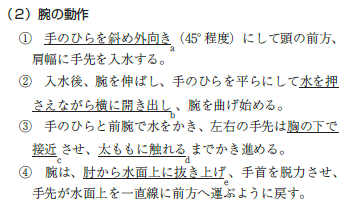 （2）腕の動作
① 手のひらを斜め外向き（45°程度）にして頭の前方、
a
肩幅に手先を入水する。
② 入水後、腕を伸ばし、手のひらを平らにして水を押
さえながら横に開き出し、腕を曲げ始める。
b
③ 手のひらと前腕で水をかき、左右の手先は胸の下で
接近させ、太ももに触れるまでかき進める。
c d
④ 腕は、肘から水面上に抜き上げ、手首を脱力させ、
e
手先が水面上を一直線に前方へ運ぶように戻す。